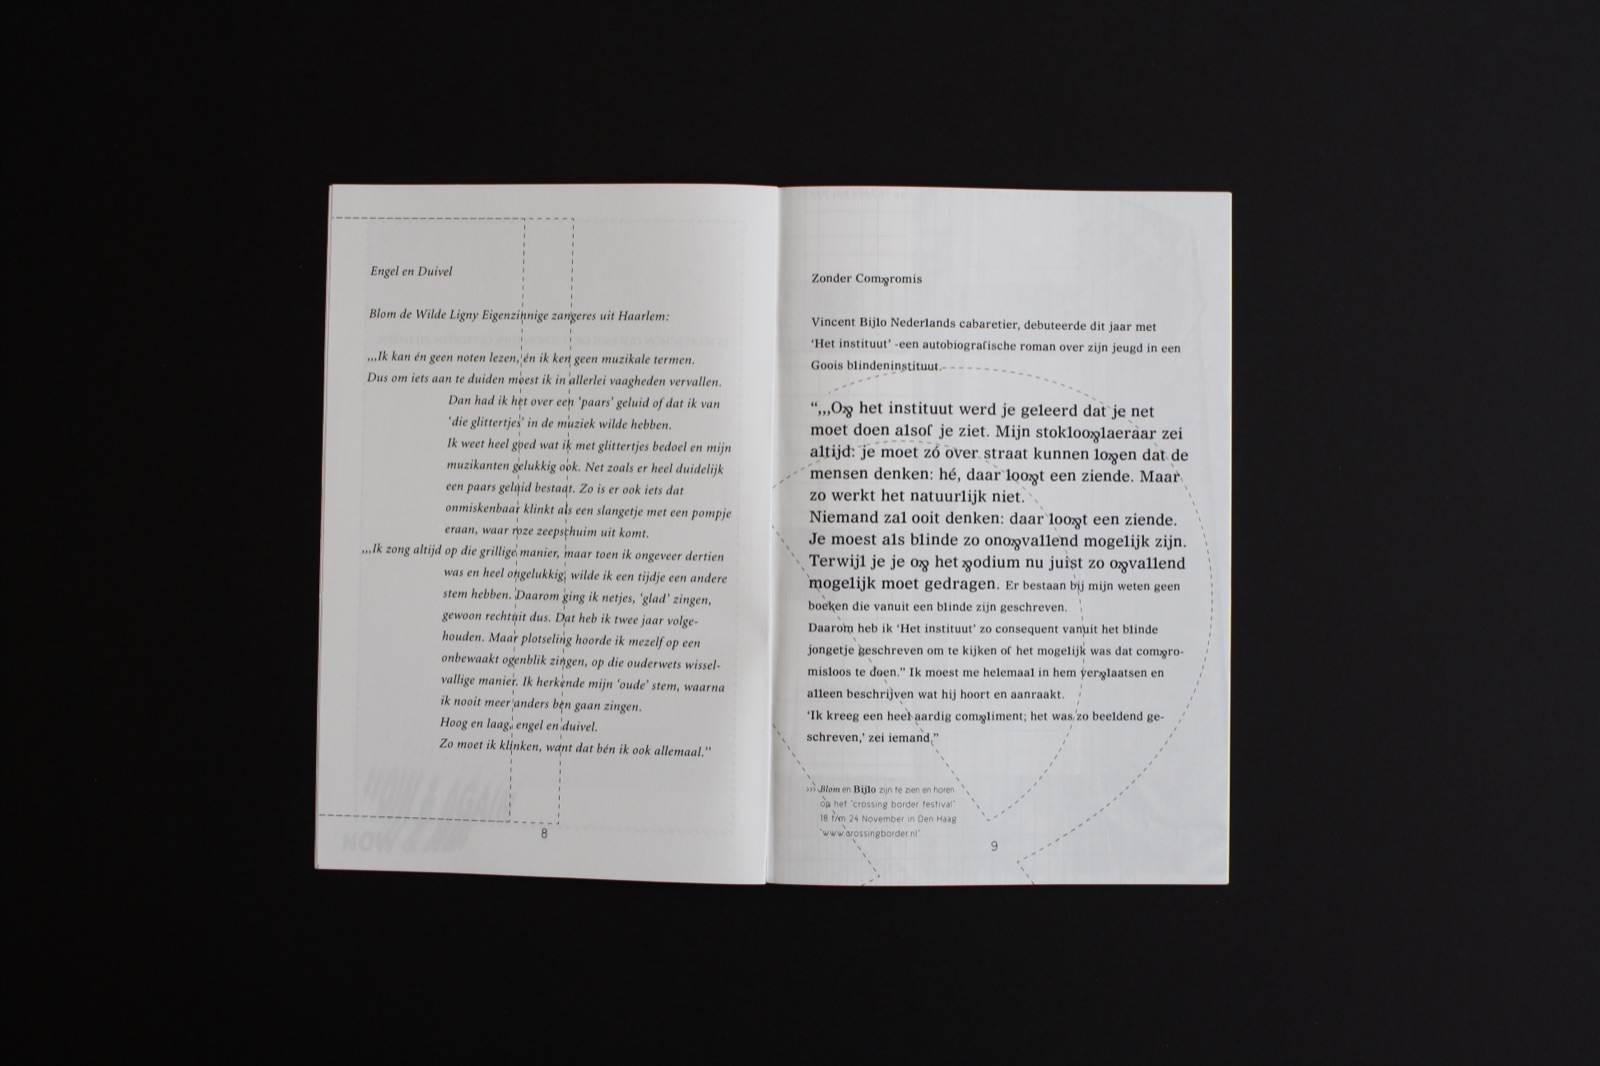 Engel en Duivel
Blom de Wilde Ligny Eigenzinnige zangeres uit Haarlem:
„,Ik kan én geen noten lezen, én ik ken geen muzikale termen.
Dus om iets aan te duiden moest ik in allerlei vaagheden vervallen.
Dan had ik het over een ‘paars’ geluid of dat ik van
‘die glittertjes’ in de muziek wilde hebben.
Ik weet heel goed wat ik met glittertjes bedoel en mijn
muzikanten gelukkig ook. Net zoals er heel duidelijk
een paars geluid bestaat. Zo is er ook iets dat
onmiskenbaar klinkt als een slangetje met een pompje
eraan, waar roze zeepschuim uit komt.
„,Ik zong altijd op die grillige manier, maar toen ik ongeveer dertien
was en heel ongelukkig, wilde ik een tijdje een andere
stem hebben. Daarom ging ik netjes, ‘glad’ zingen,
gewoon rechtuit dus. Dat heb ik twee jaar volge-
houden. Maar plotseling hoorde ik mezelf op een
onbewaakt ogenblik zingen, op die ouderwets wissel-
vallige manier. Ik herkende mijn ‘oude’ stem, waarna
ik nooit meer anders ben gaan zingen.
Hoog en laag, engel en duivel.
Zo moet ik klinken, want dat bén ik ook allemaal.”
8
Zonder Compromis
Vincent Bijlo Nederlands cabaretier, debuteerde dit jaar met
‘Het instituut’ -een autobiografische roman over zijn jeugd in een
Goois blindeninstituut.
“„,Op het instituut werd je geleerd dat je net
moet doen alsof je ziet. Mijn stoklooplaeraar zei
altijd: je moet zó over straat kunnen lopen dat de
mensen denken: hé, daar loopt een ziende. Maar
zo werkt het natuurlijk niet.
Niemand zal ooit denken: daar loopt een ziende.
Je moest als blinde zo onopvallend mogelijk zijn.
Terwijl je je op het podium nu juist zo opvallend
mogelijk moet gedragen. Er bestaan bij mijn weten geen
boeken die vanuit een blinde zijn geschreven.
Daarom heb ik ‘Het instituut’ zo consequent vanuit het blinde
jongetje geschreven om te kijken of het mogelijk was dat compro-
misloos te doen.” Ik moest me helemaal in hem verplaatsen en
alleen beschrijven wat hij hoort en aanraakt.
‘Ik kreeg een heel aardig compliment; het was zo beeldend ge-
schreven,’ zei iemand.”
››› Blom en Bijlo zijn te zien en horen
op het ‘crossing border festival’
18 t/m 24 November in Den Haag
‘www.crossingborder.nl’
9